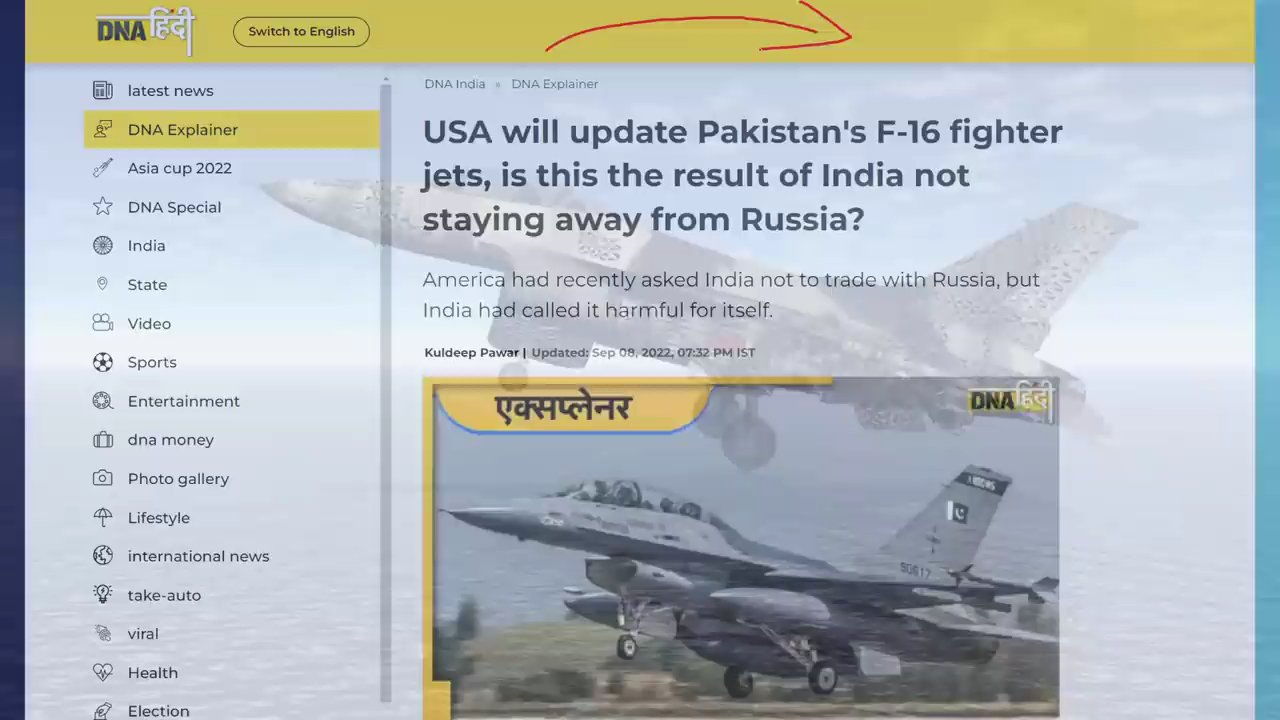 DNA हिंदी
Switch to English
latest news
DNA Explainer
Asia cup 2022
DNA Special
India
State
Video
Sports
Entertainment
dna money
Photo gallery
Lifestyle
international news
take-auto
viral
Health
Election
DNA India » DNA Explainer
USA will update Pakistan's F-16 fighter
jets, is this the result of India not
staying away from Russia?
America had recently asked India not to trade with Russia, but
India had called it harmful for itself.
Kuldeep Pawar | Updated: Sep 08, 2022, 07:32 PM IST
एक्सप्लेनर
DNA हिंदी